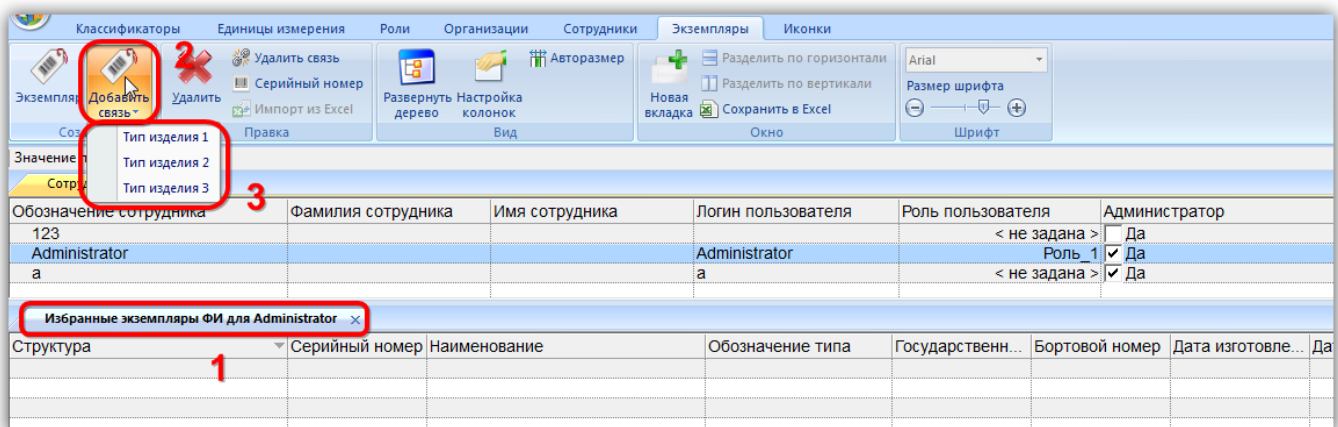 Классификаторы Единицы измерения Роли Организации Сотрудники Экземпляры Иконки
2
Удалить связь Авторазмер Разделить по горизонтали Arial
Серийный номер Разделить по вертикали Размер шрифта
Экземпляр Добавить связь Удалить Импорт из Excel Развернуть дерево Настройка колонок Новая вкладка Сохранить в Excel
Правка Вид Окно Шрифт
Тип изделия 1
Значение
Тип изделия 2
Тип изделия 3
3
Обозначение сотрудника Фамилия сотрудника Имя сотрудника Логин пользователя Роль пользователя Администратор
123 < не задана > Да
Administrator Administrator Роль_1 Да
a a < не задана > Да
Избранные экземпляры ФИ для Administrator
Структура Серийный номер Наименование Обозначение типа Государственн... Бортовой номер Дата изготовле... Да
1